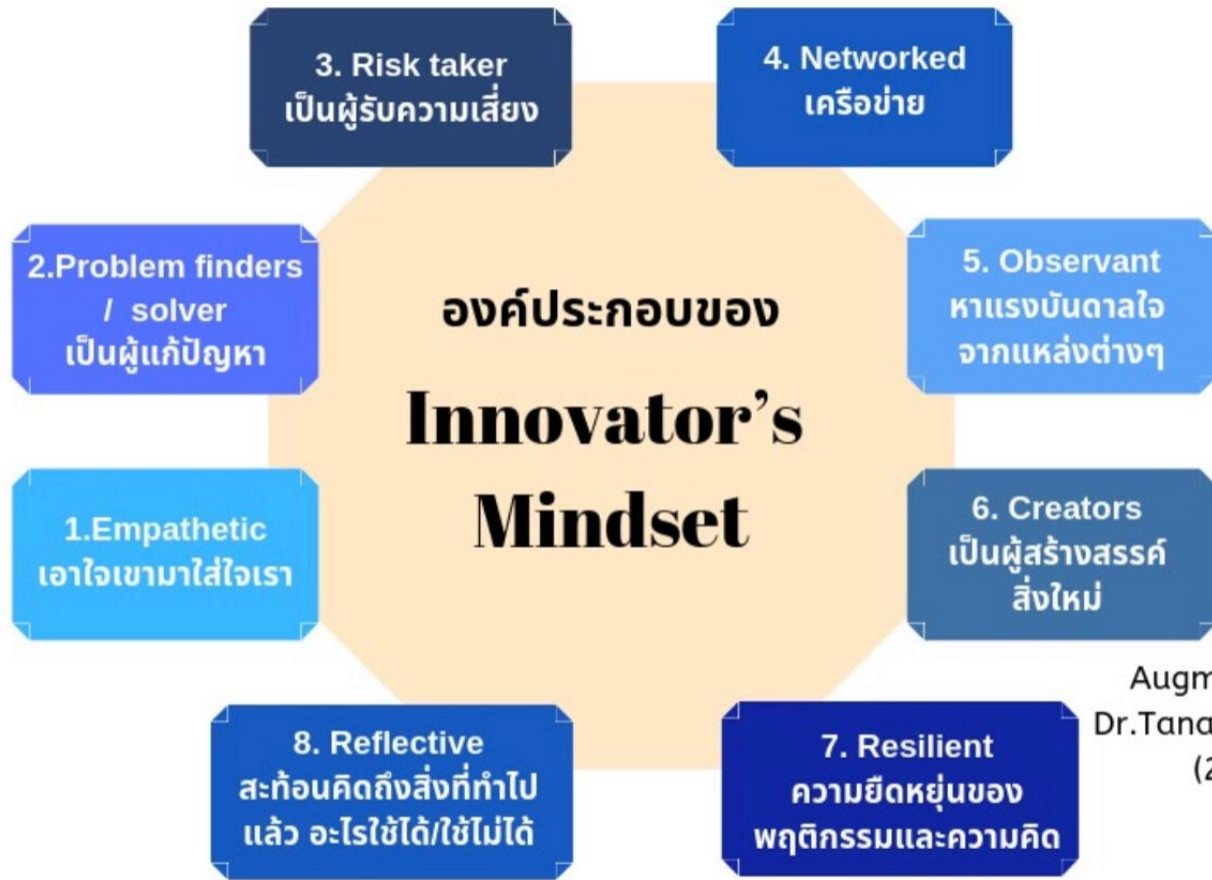 องค์ประกอบของ
Innovator’s
Mindset
1.Empathetic
เอาใจเขามาใส่ใจเรา
2.Problem finders
/ solver
เป็นผู้แก้ปัญหา
3. Risk taker
เป็นผู้รับความเสี่ยง
4. Networked
เครือข่าย
5. Observant
หาแรงบันดาลใจ
จากแหล่งต่างๆ
6. Creators
เป็นผู้สร้างสรรค์
สิ่งใหม่
7. Resilient
ความยืดหยุ่นของ
พฤติกรรมและความคิด
8. Reflective
สะท้อนคิดถึงสิ่งที่ทำไป
แล้ว อะไรใช้ได้/ใช้ไม่ได้
Augm
Dr.Tana
(2